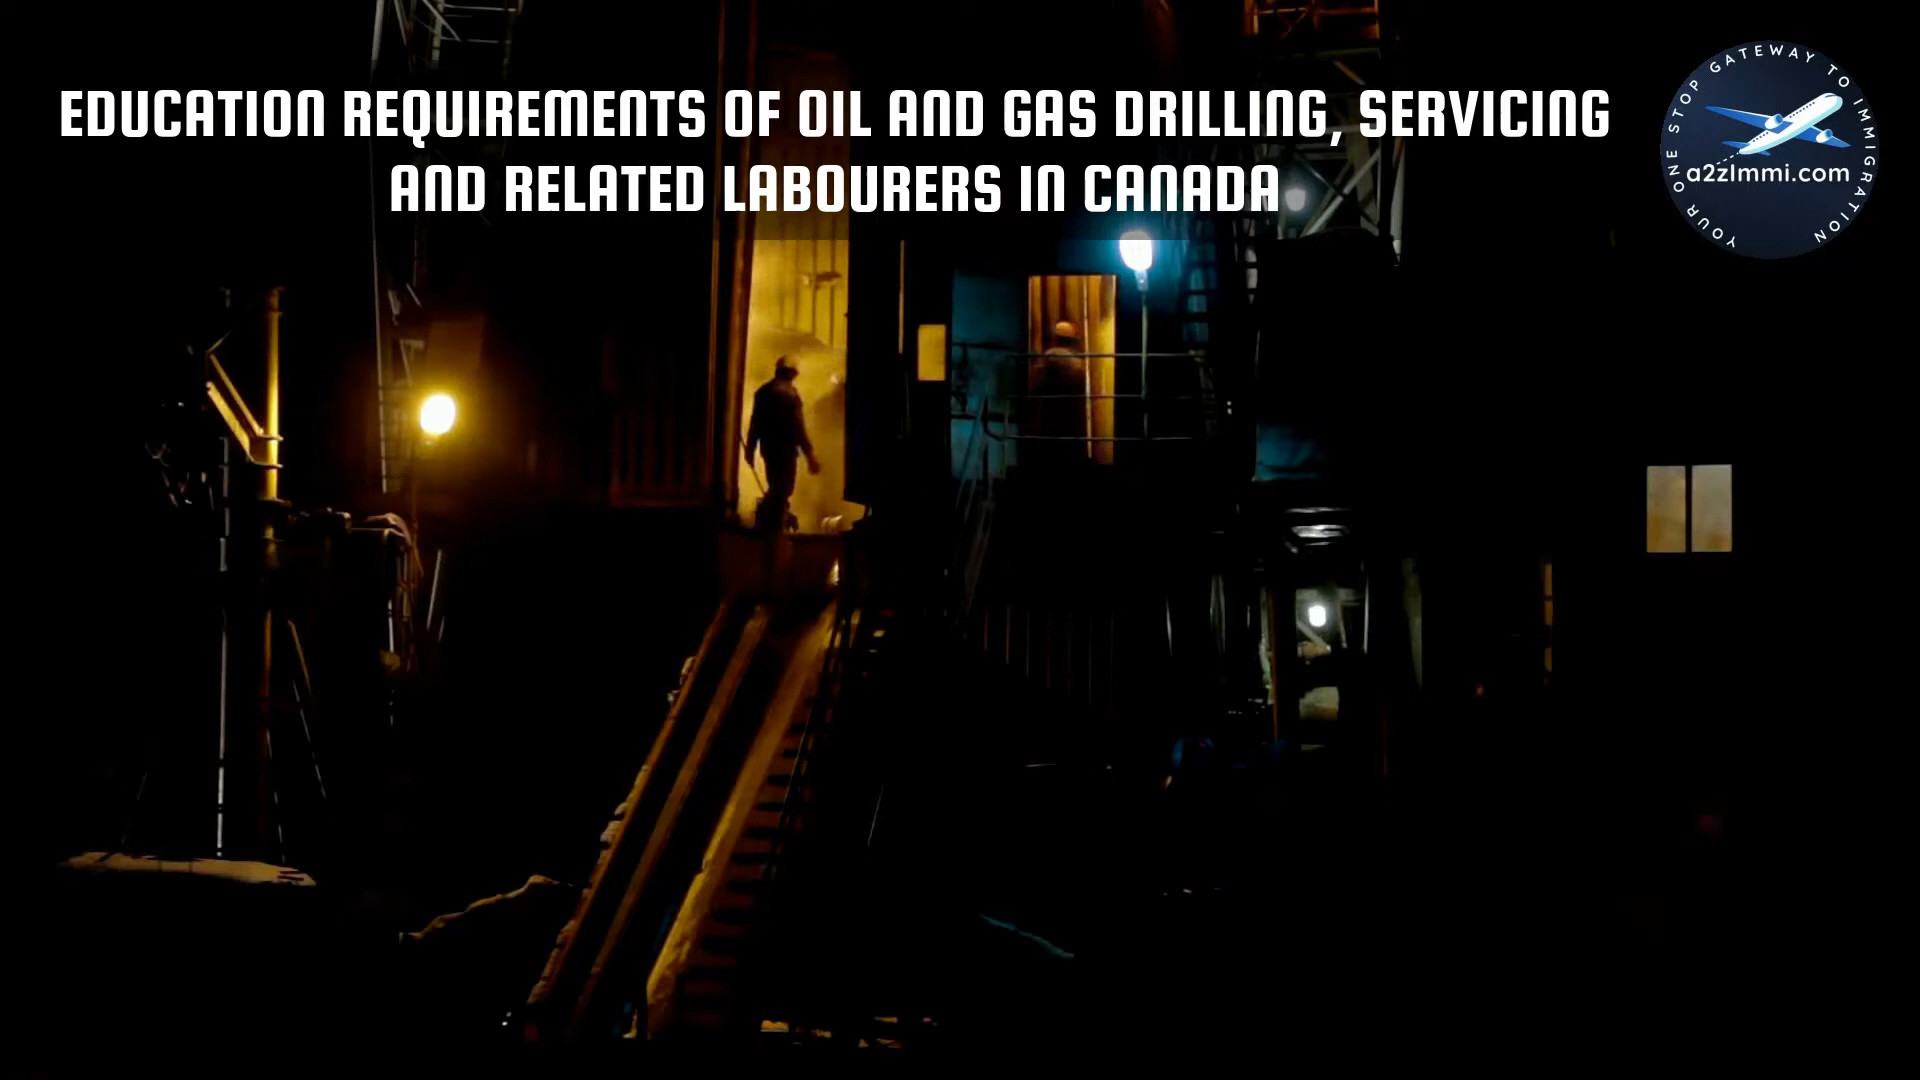 EDUCATION REQUIREMENTS OF OIL AND GAS DRILLING, SERVICING
AND RELATED LABOURERS IN CANADA
YOUR ONE STOP GATEWAY TO IMMIGRATION
a2zImmi.com